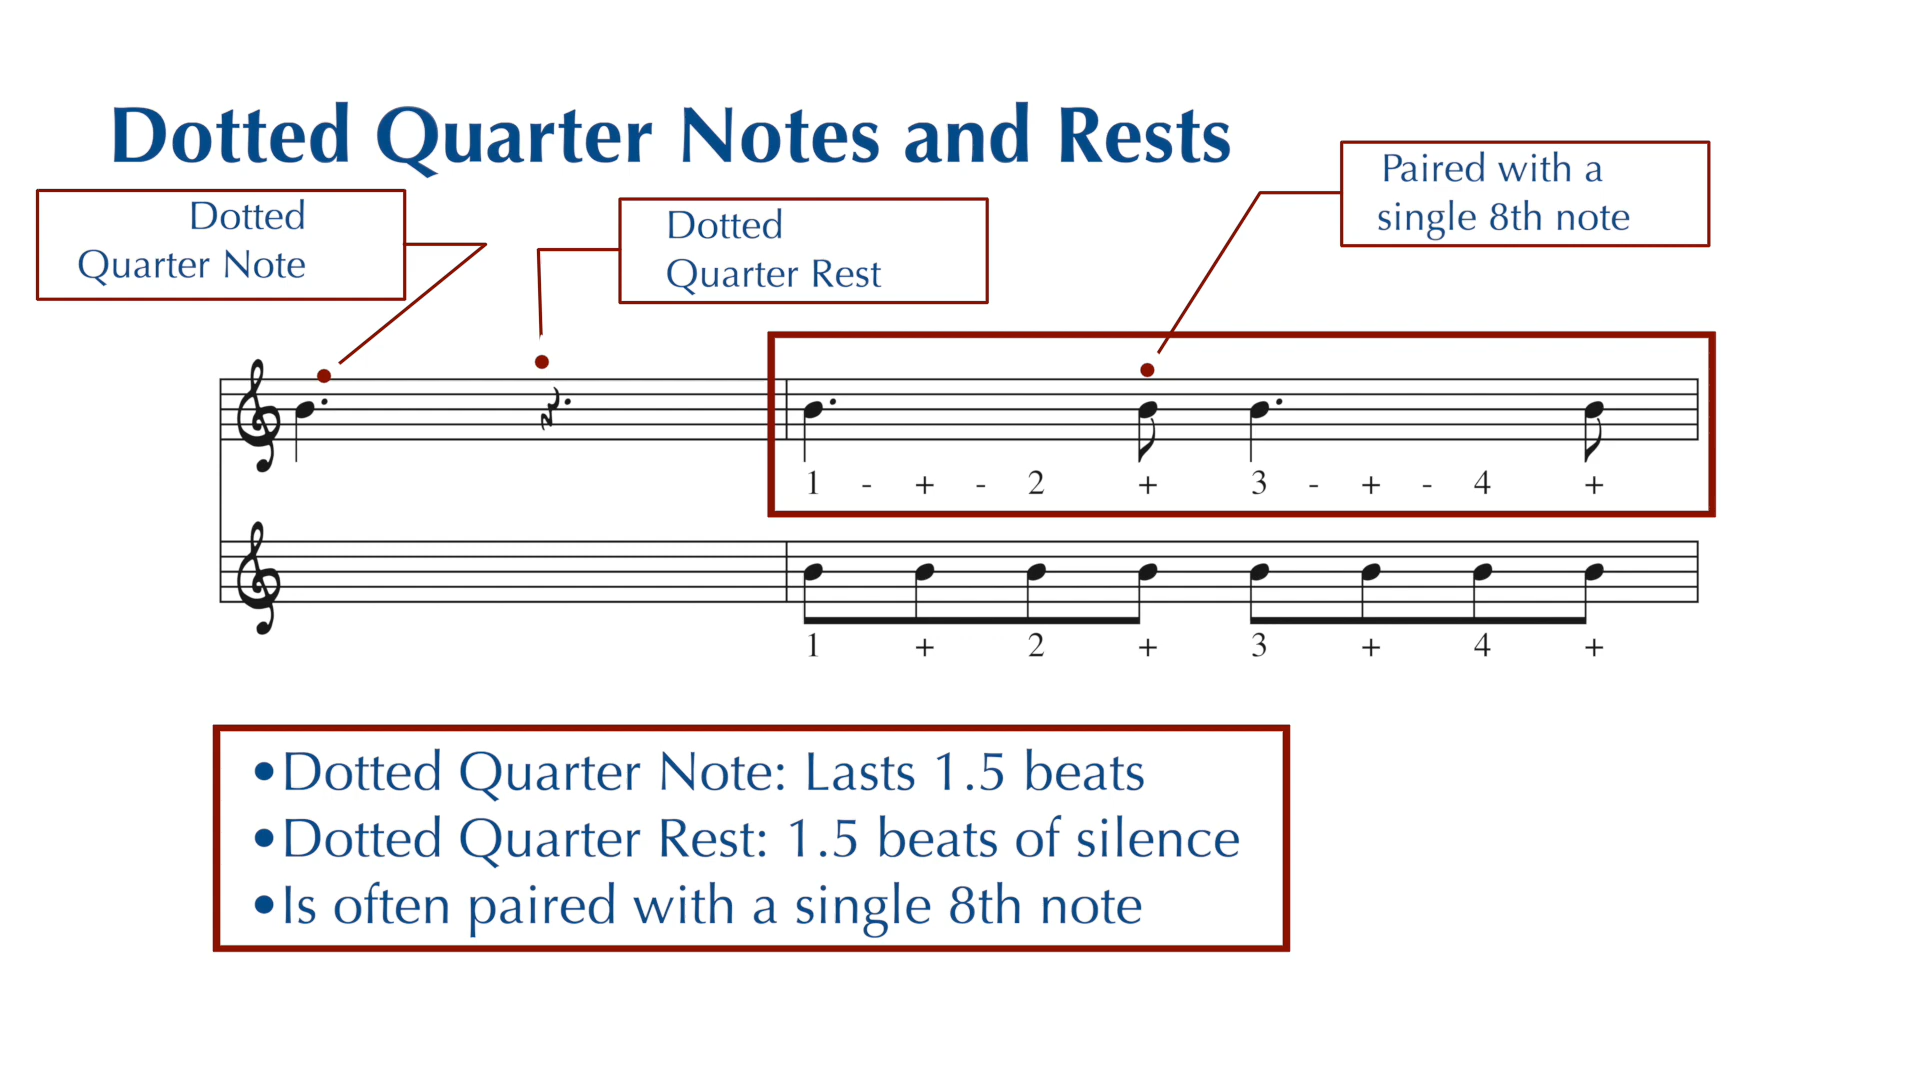 Dotted Quarter Notes and Rests
Dotted
Quarter Note
Dotted
Quarter Rest
Paired with a
single 8th note
1 - + - 2 + 3 - + - 4 +
1 + 2 + 3 + 4 +
•Dotted Quarter Note: Lasts 1.5 beats
•Dotted Quarter Rest: 1.5 beats of silence
•Is often paired with a single 8th note